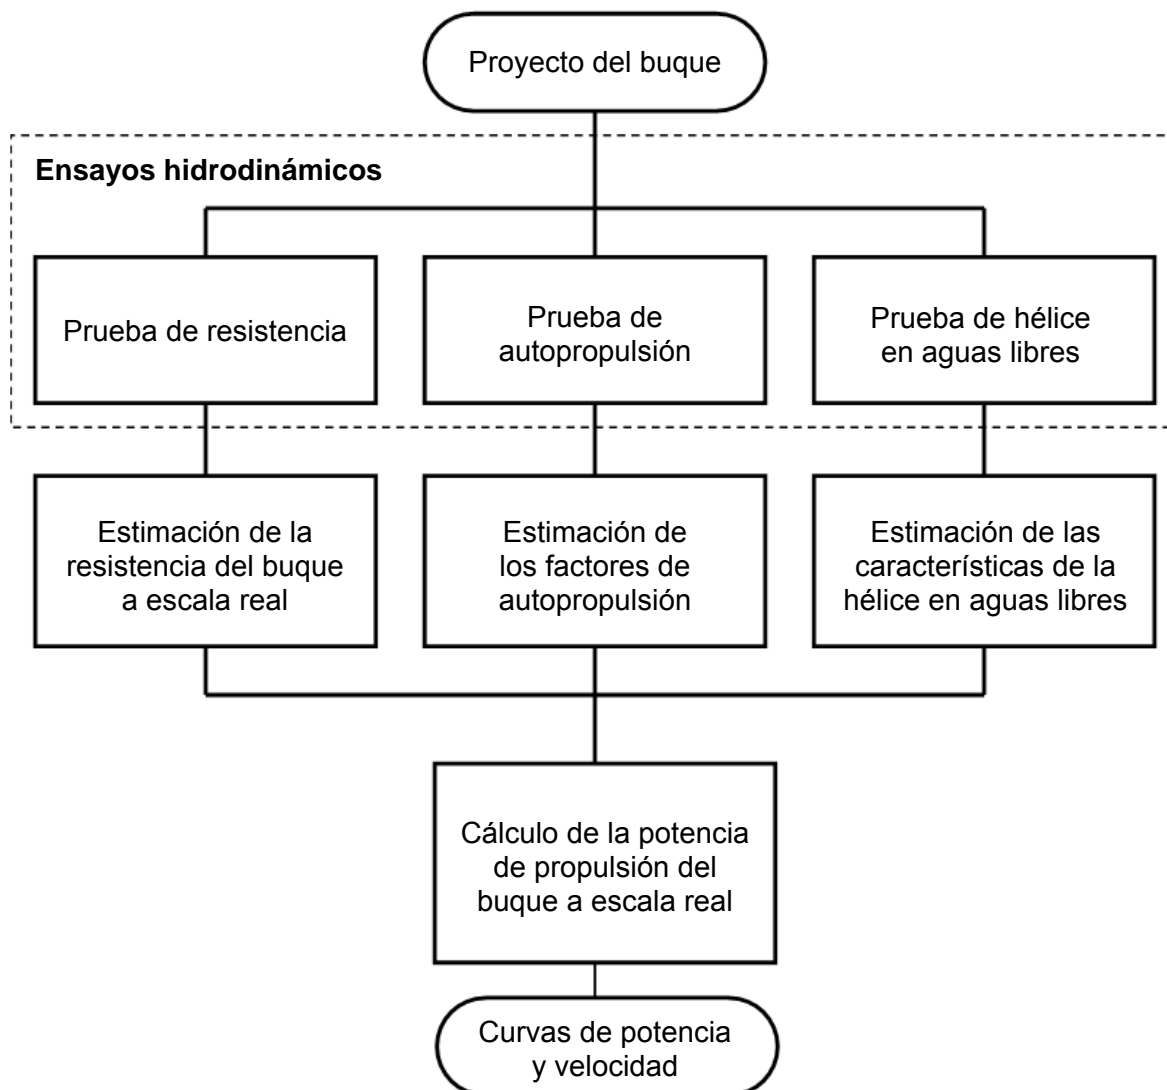 Proyecto del buque
Ensayos hidrodinámicos
Prueba de resistencia
Prueba de
autopropulsión
Prueba de hélice
en aguas libres
Estimación de la
resistencia del buque
a escala real
Estimación de
los factores de
autopropulsión
Estimación de las
características de la
hélice en aguas libres
Cálculo de la potencia
de propulsión del
buque a escala real
Curvas de potencia
y velocidad